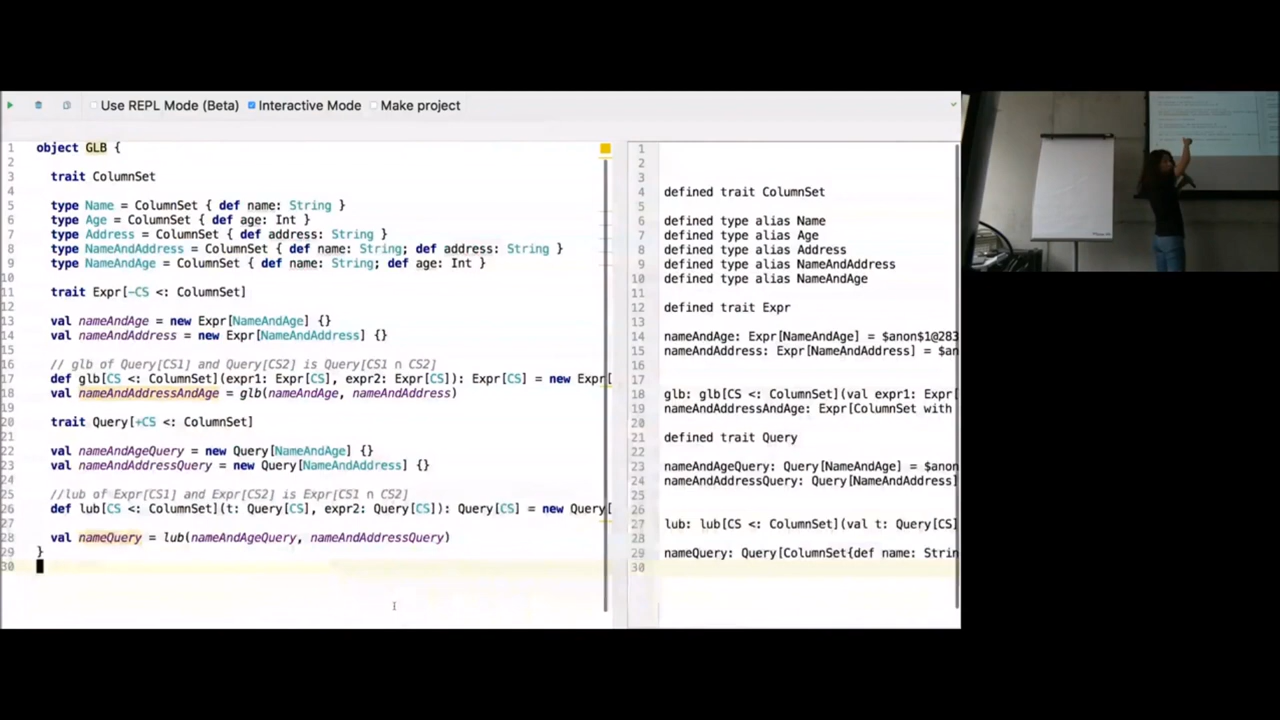 Use REPL Mode (Beta) Interactive Mode Make project
1 object GLB {
2
3 trait ColumnSet
4
5 type Name = ColumnSet { def name: String }
6 type Age = ColumnSet { def age: Int }
7 type Address = ColumnSet { def address: String }
8 type NameAndAddress = ColumnSet { def name: String; def address: String }
9 type NameAndAge = ColumnSet { def name: String; def age: Int }
10
11 trait Expr[-CS <: ColumnSet]
12
13 val nameAndAge = new Expr[NameAndAge] {}
14 val nameAndAddress = new Expr[NameAndAddress] {}
15
16 // glb of Query[CS1] and Query[CS2] is Query[CS1 ∩ CS2]
17 def glb[CS <: ColumnSet](expr1: Expr[CS], expr2: Expr[CS]): Expr[CS] = new Expr[
18 val nameAndAddressAndAge = glb(nameAndAge, nameAndAddress)
19
20 trait Query[+CS <: ColumnSet]
21
22 val nameAndAgeQuery = new Query[NameAndAge] {}
23 val nameAndAddressQuery = new Query[NameAndAddress] {}
24
25 //lub of Expr[CS1] and Expr[CS2] is Expr[CS1 ∩ CS2]
26 def lub[CS <: ColumnSet](t: Query[CS], expr2: Query[CS]): Query[CS] = new Query[
27
28 val nameQuery = lub(nameAndAgeQuery, nameAndAddressQuery)
29 }
30
1
2
3
4 defined trait ColumnSet
5
6 defined type alias Name
7 defined type alias Age
8 defined type alias Address
9 defined type alias NameAndAddress
10 defined type alias NameAndAge
11
12 defined trait Expr
13
14 nameAndAge: Expr[NameAndAge] = $anon$1@283
15 nameAndAddress: Expr[NameAndAddress] = $an
16
17
18 glb: glb[CS <: ColumnSet](val expr1: Expr[
19 nameAndAddressAndAge: Expr[ColumnSet with
20
21 defined trait Query
22
23 nameAndAgeQuery: Query[NameAndAge] = $anon
24 nameAndAddressQuery: Query[NameAndAddress]
25
26
27 lub: lub[CS <: ColumnSet](val t: Query[CS]
28
29 nameQuery: Query[ColumnSet{def name: Strin
30